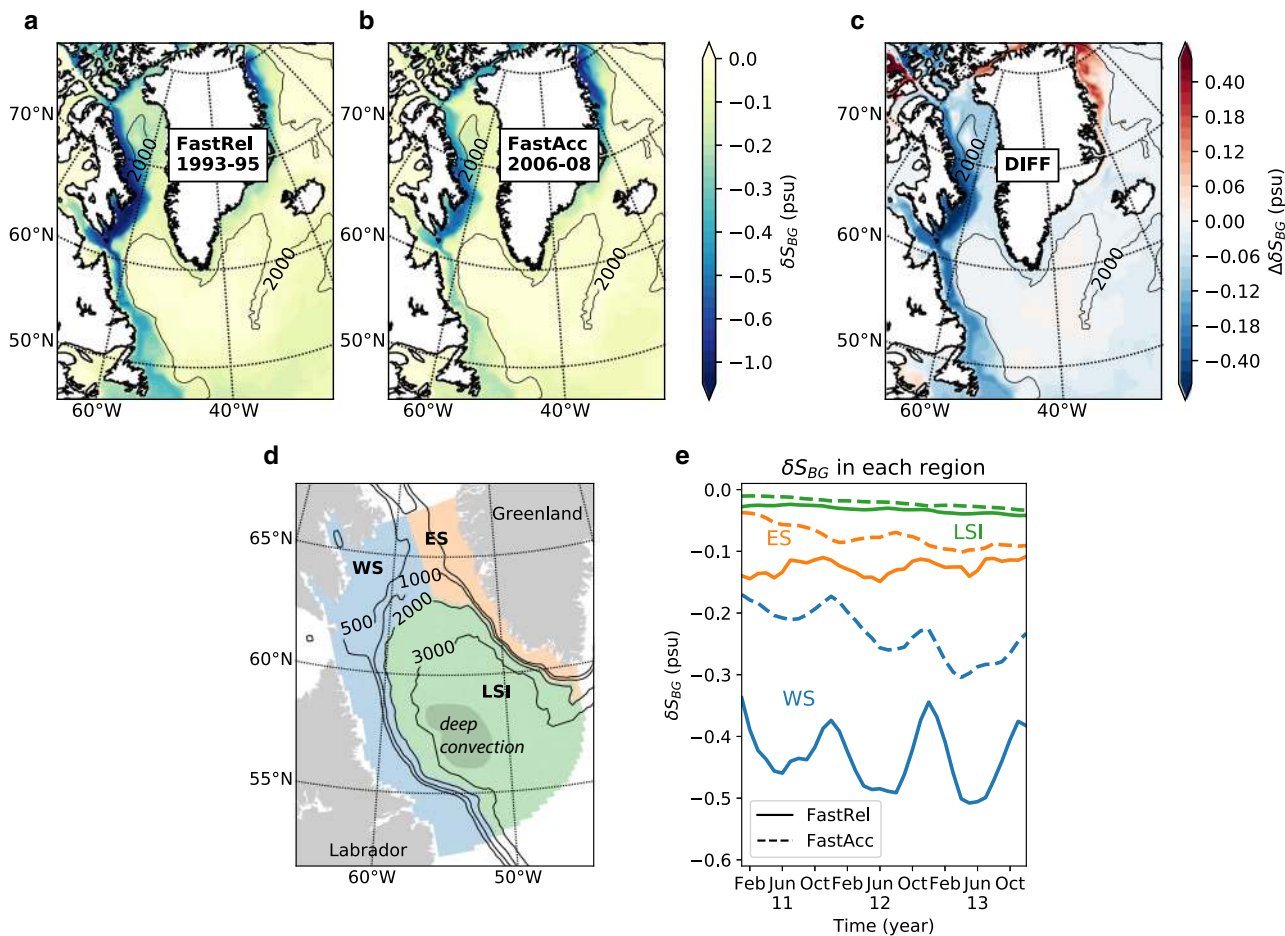 a
b
c
FastRel
1993-95
2000
2000
70°N
60°N
50°N
60°W
40°W
FastAcc
2006-08
2000
2000
60°W
40°W
0.0
−0.1
−0.2
−0.3
−0.4
−0.5
−0.6
−1.0
δS_BG (psu)
DIFF
2000
2000
70°N
60°N
50°N
60°W
40°W
0.40
0.18
0.12
0.06
0.00
−0.06
−0.12
−0.18
−0.40
ΔδS_BG (psu)
d
Greenland
ES
WS
1000
2000
500
3000
LSI
deep
convection
Labrador
65°N
60°N
55°N
60°W
50°W
e
δS_BG in each region
0.0
−0.1
−0.2
−0.3
−0.4
−0.5
−0.6
δS_BG (psu)
LSI
ES
WS
FastRel
FastAcc
Feb Jun Oct Feb Jun Oct Feb Jun Oct
11 12 13
Time (year)